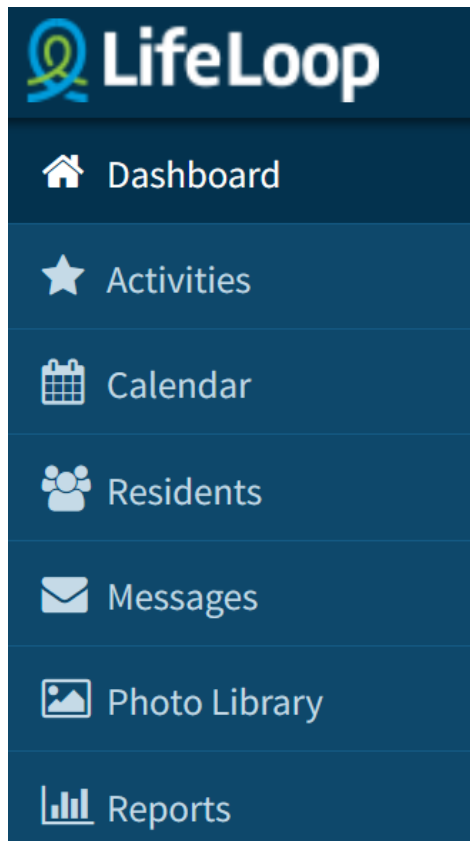 LifeLoop
Dashboard
Activities
Calendar
Residents
Messages
Photo Library
Reports